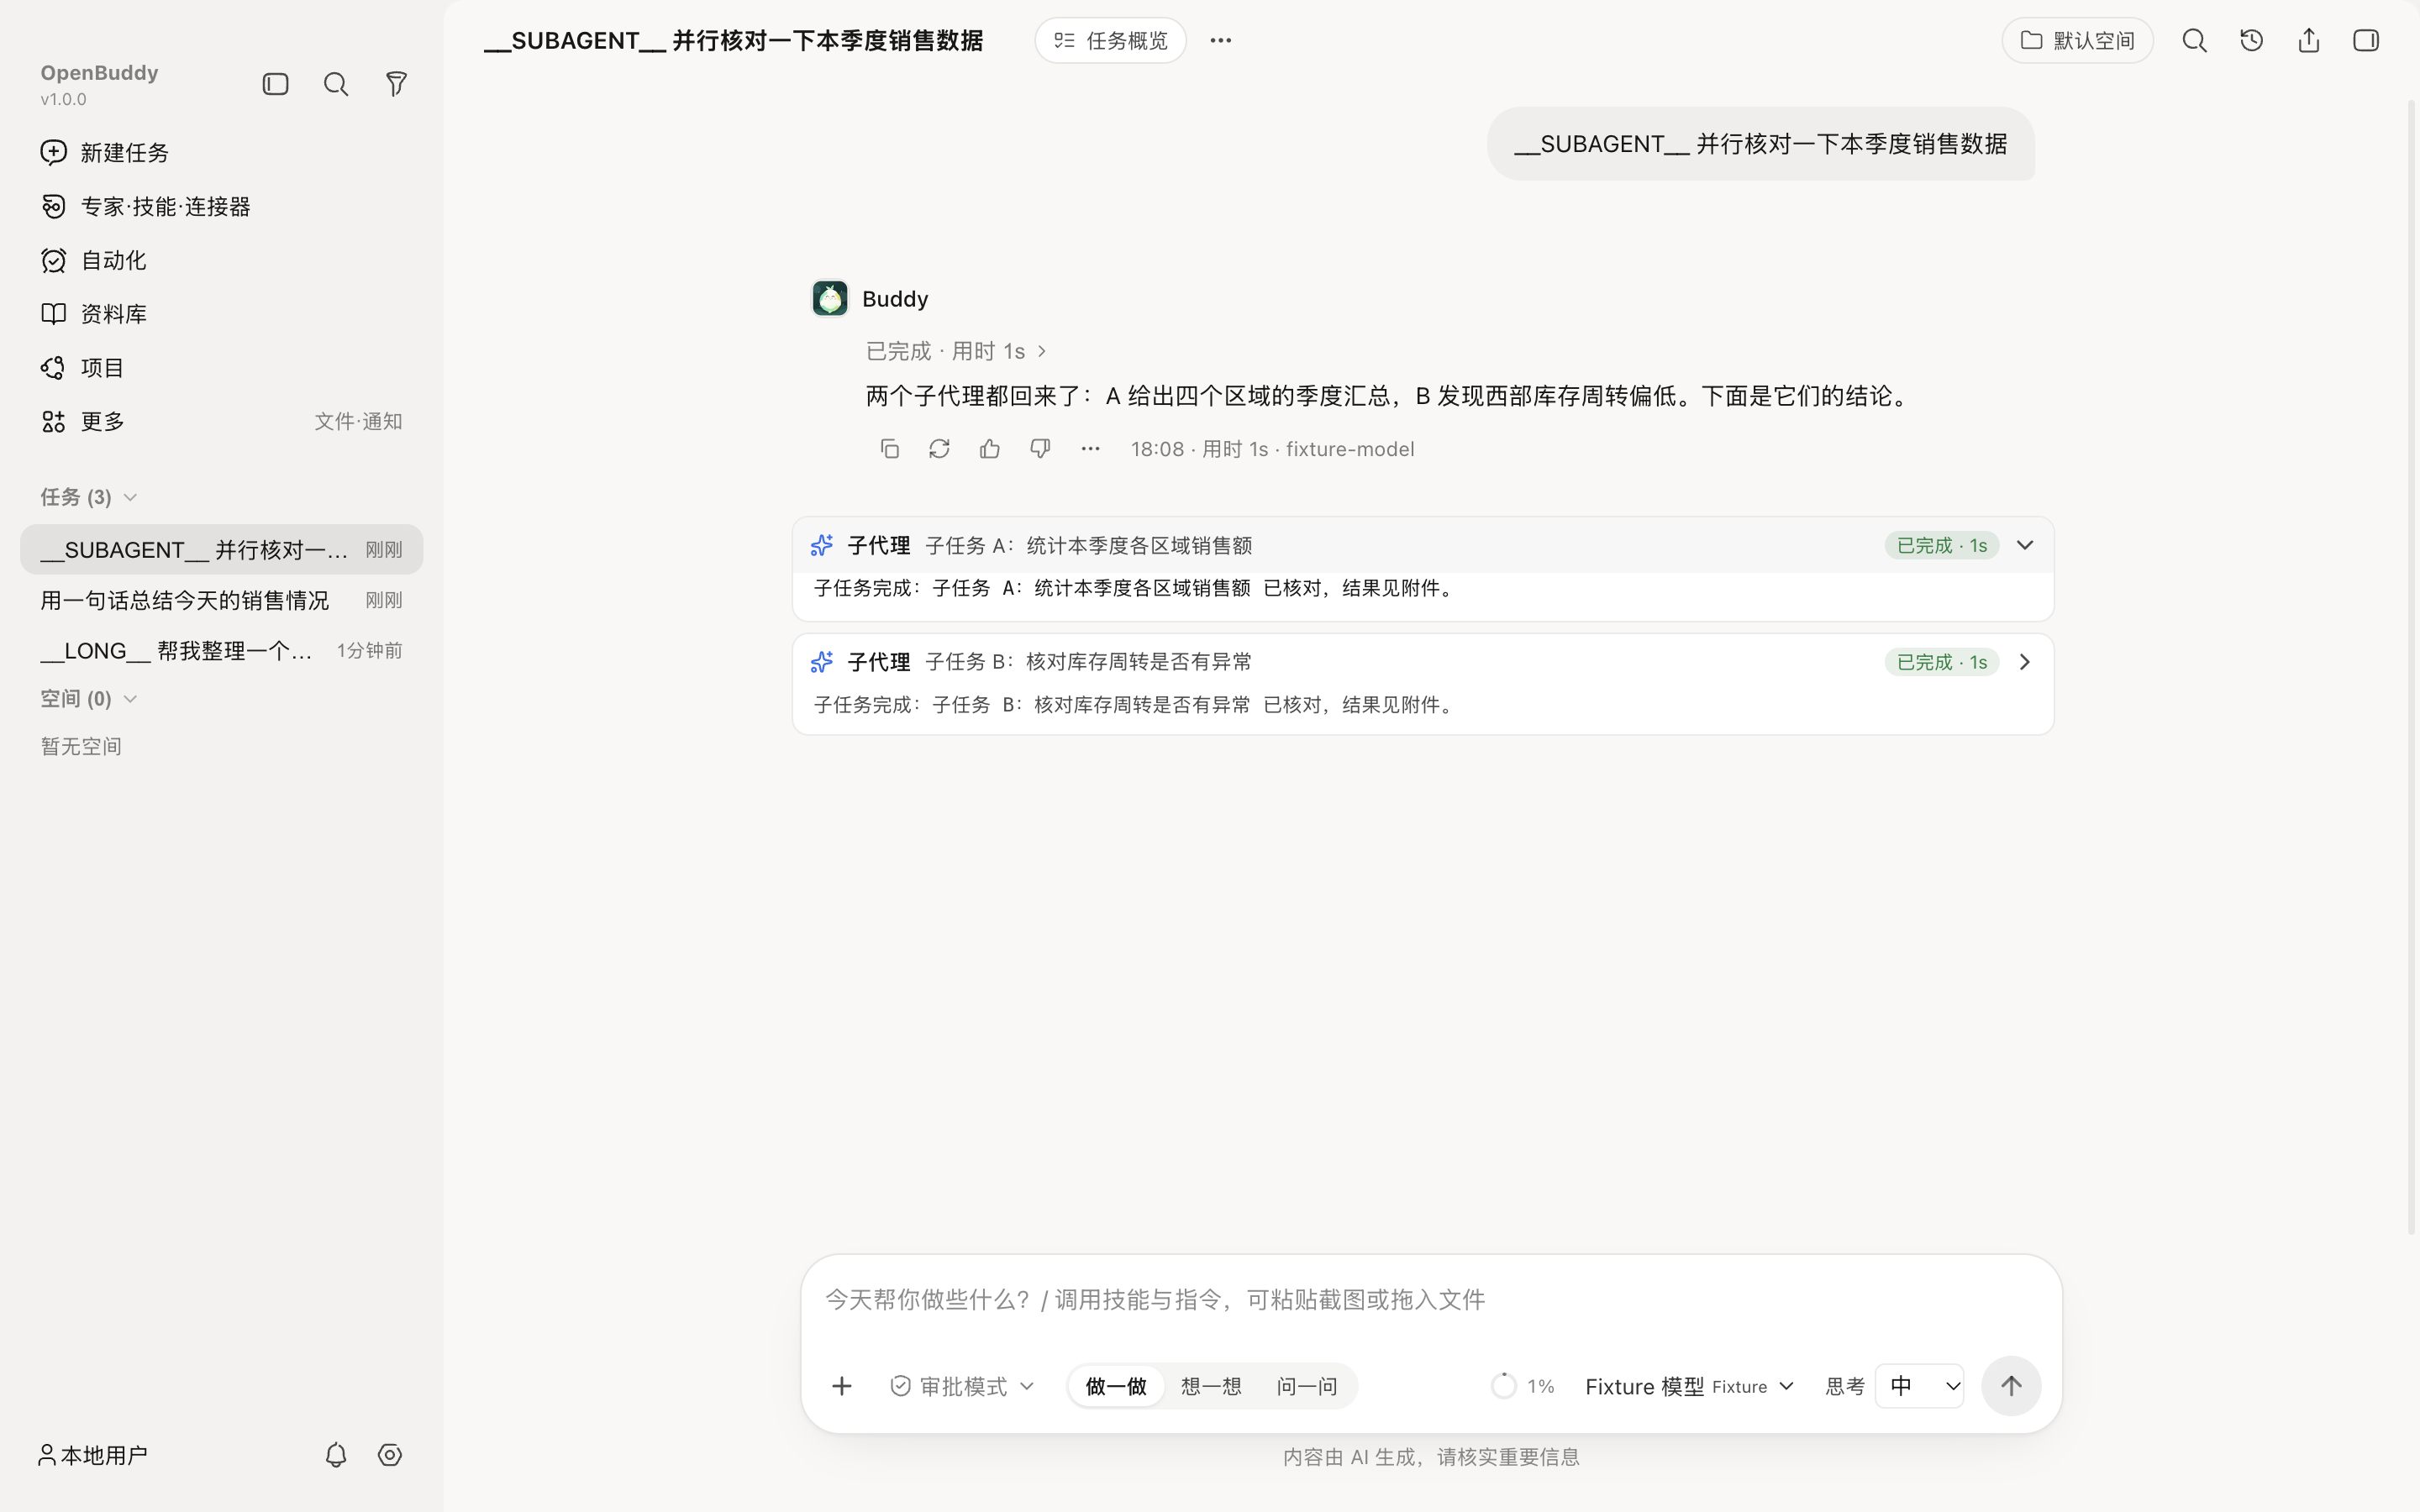 OpenBuddy
v1.0.0
新建任务
专家·技能·连接器
自动化
资料库
项目
更多 文件·通知
任务 (3)
__SUBAGENT__ 并行核对一... 刚刚
用一句话总结今天的销售情况 刚刚
__LONG__ 帮我整理一个... 1分钟前
空间 (0)
暂无空间
本地用户
__SUBAGENT__ 并行核对一下本季度销售数据 任务概览 默认空间
__SUBAGENT__ 并行核对一下本季度销售数据
Buddy
已完成 · 用时 1s
两个子代理都回来了：A 给出四个区域的季度汇总，B 发现西部库存周转偏低。下面是它们的结论。
18:08 · 用时 1s · fixture-model
子代理 子任务 A：统计本季度各区域销售额 已完成 · 1s
子任务完成：子任务 A：统计本季度各区域销售额 已核对，结果见附件。
子代理 子任务 B：核对库存周转是否有异常 已完成 · 1s
子任务完成：子任务 B：核对库存周转是否有异常 已核对，结果见附件。
今天帮你做些什么？/ 调用技能与指令，可粘贴截图或拖入文件
审批模式 做一做 想一想 问一问 1% Fixture 模型 Fixture 思考 中
内容由 AI 生成，请核实重要信息